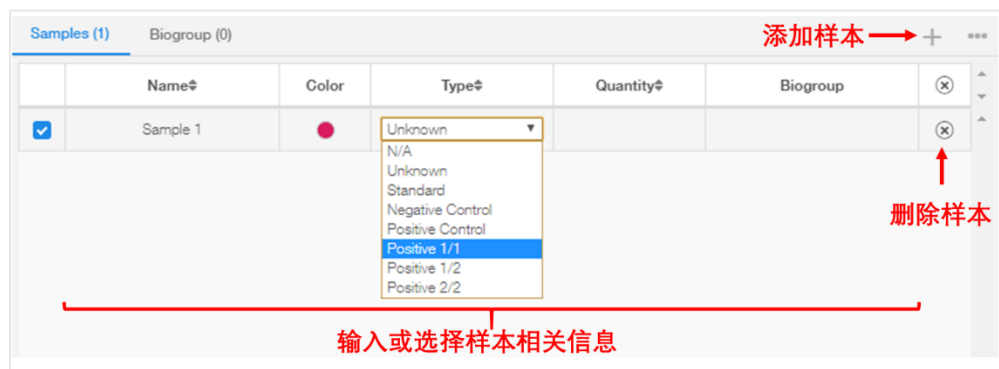 Samples (1) Biogroup (0) 添加样本
Name Color Type Quantity Biogroup
Sample 1 Unknown
N/A
Unknown
Standard
Negative Control
Positive Control
Positive 1/1
Positive 1/2
Positive 2/2
删除样本
输入或选择样本相关信息